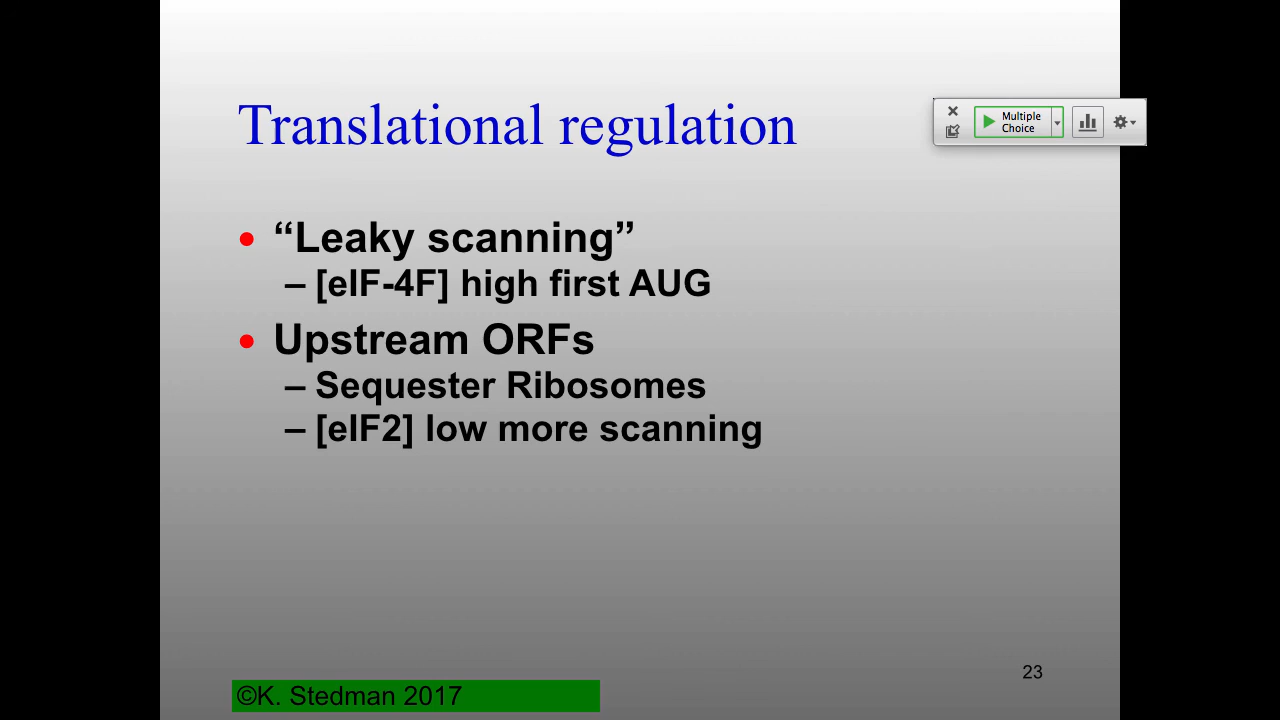 Translational regulation
Multiple
Choice
• “Leaky scanning”
– [eIF-4F] high first AUG
• Upstream ORFs
– Sequester Ribosomes
– [eIF2] low more scanning
23
©K. Stedman 2017